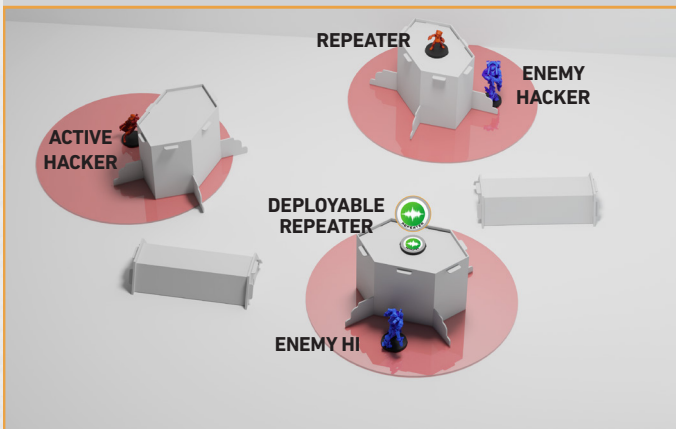 REPEATER
ENEMY
HACKER
ACTIVE
HACKER
DEPLOYABLE
REPEATER
ENEMY HI